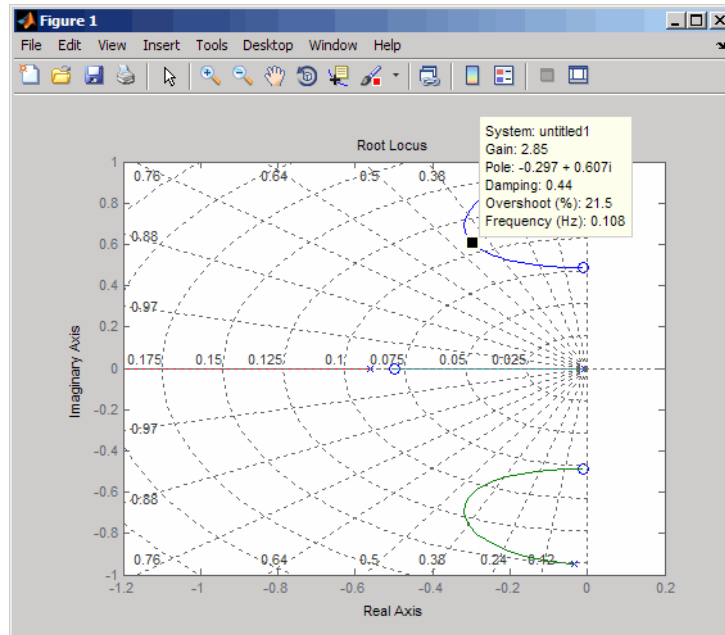 Figure 1
File Edit View Insert Tools Desktop Window Help
Root Locus
System: untitled1
Gain: 2.85
Pole: -0.297 + 0.607i
Damping: 0.44
Overshoot (%): 21.5
Frequency (Hz): 0.108
1
0.8
0.6
0.4
0.2
0
-0.2
-0.4
-0.6
-0.8
-1
Imaginary Axis
0.76 0.64 0.5 0.38
0.88
0.97
0.175 0.15 0.125 0.1 0.075 0.05 0.025
0.97
0.88
0.76 0.64 0.5 0.38 0.24 0.12
-1.2 -1 -0.8 -0.6 -0.4 -0.2 0 0.2
Real Axis